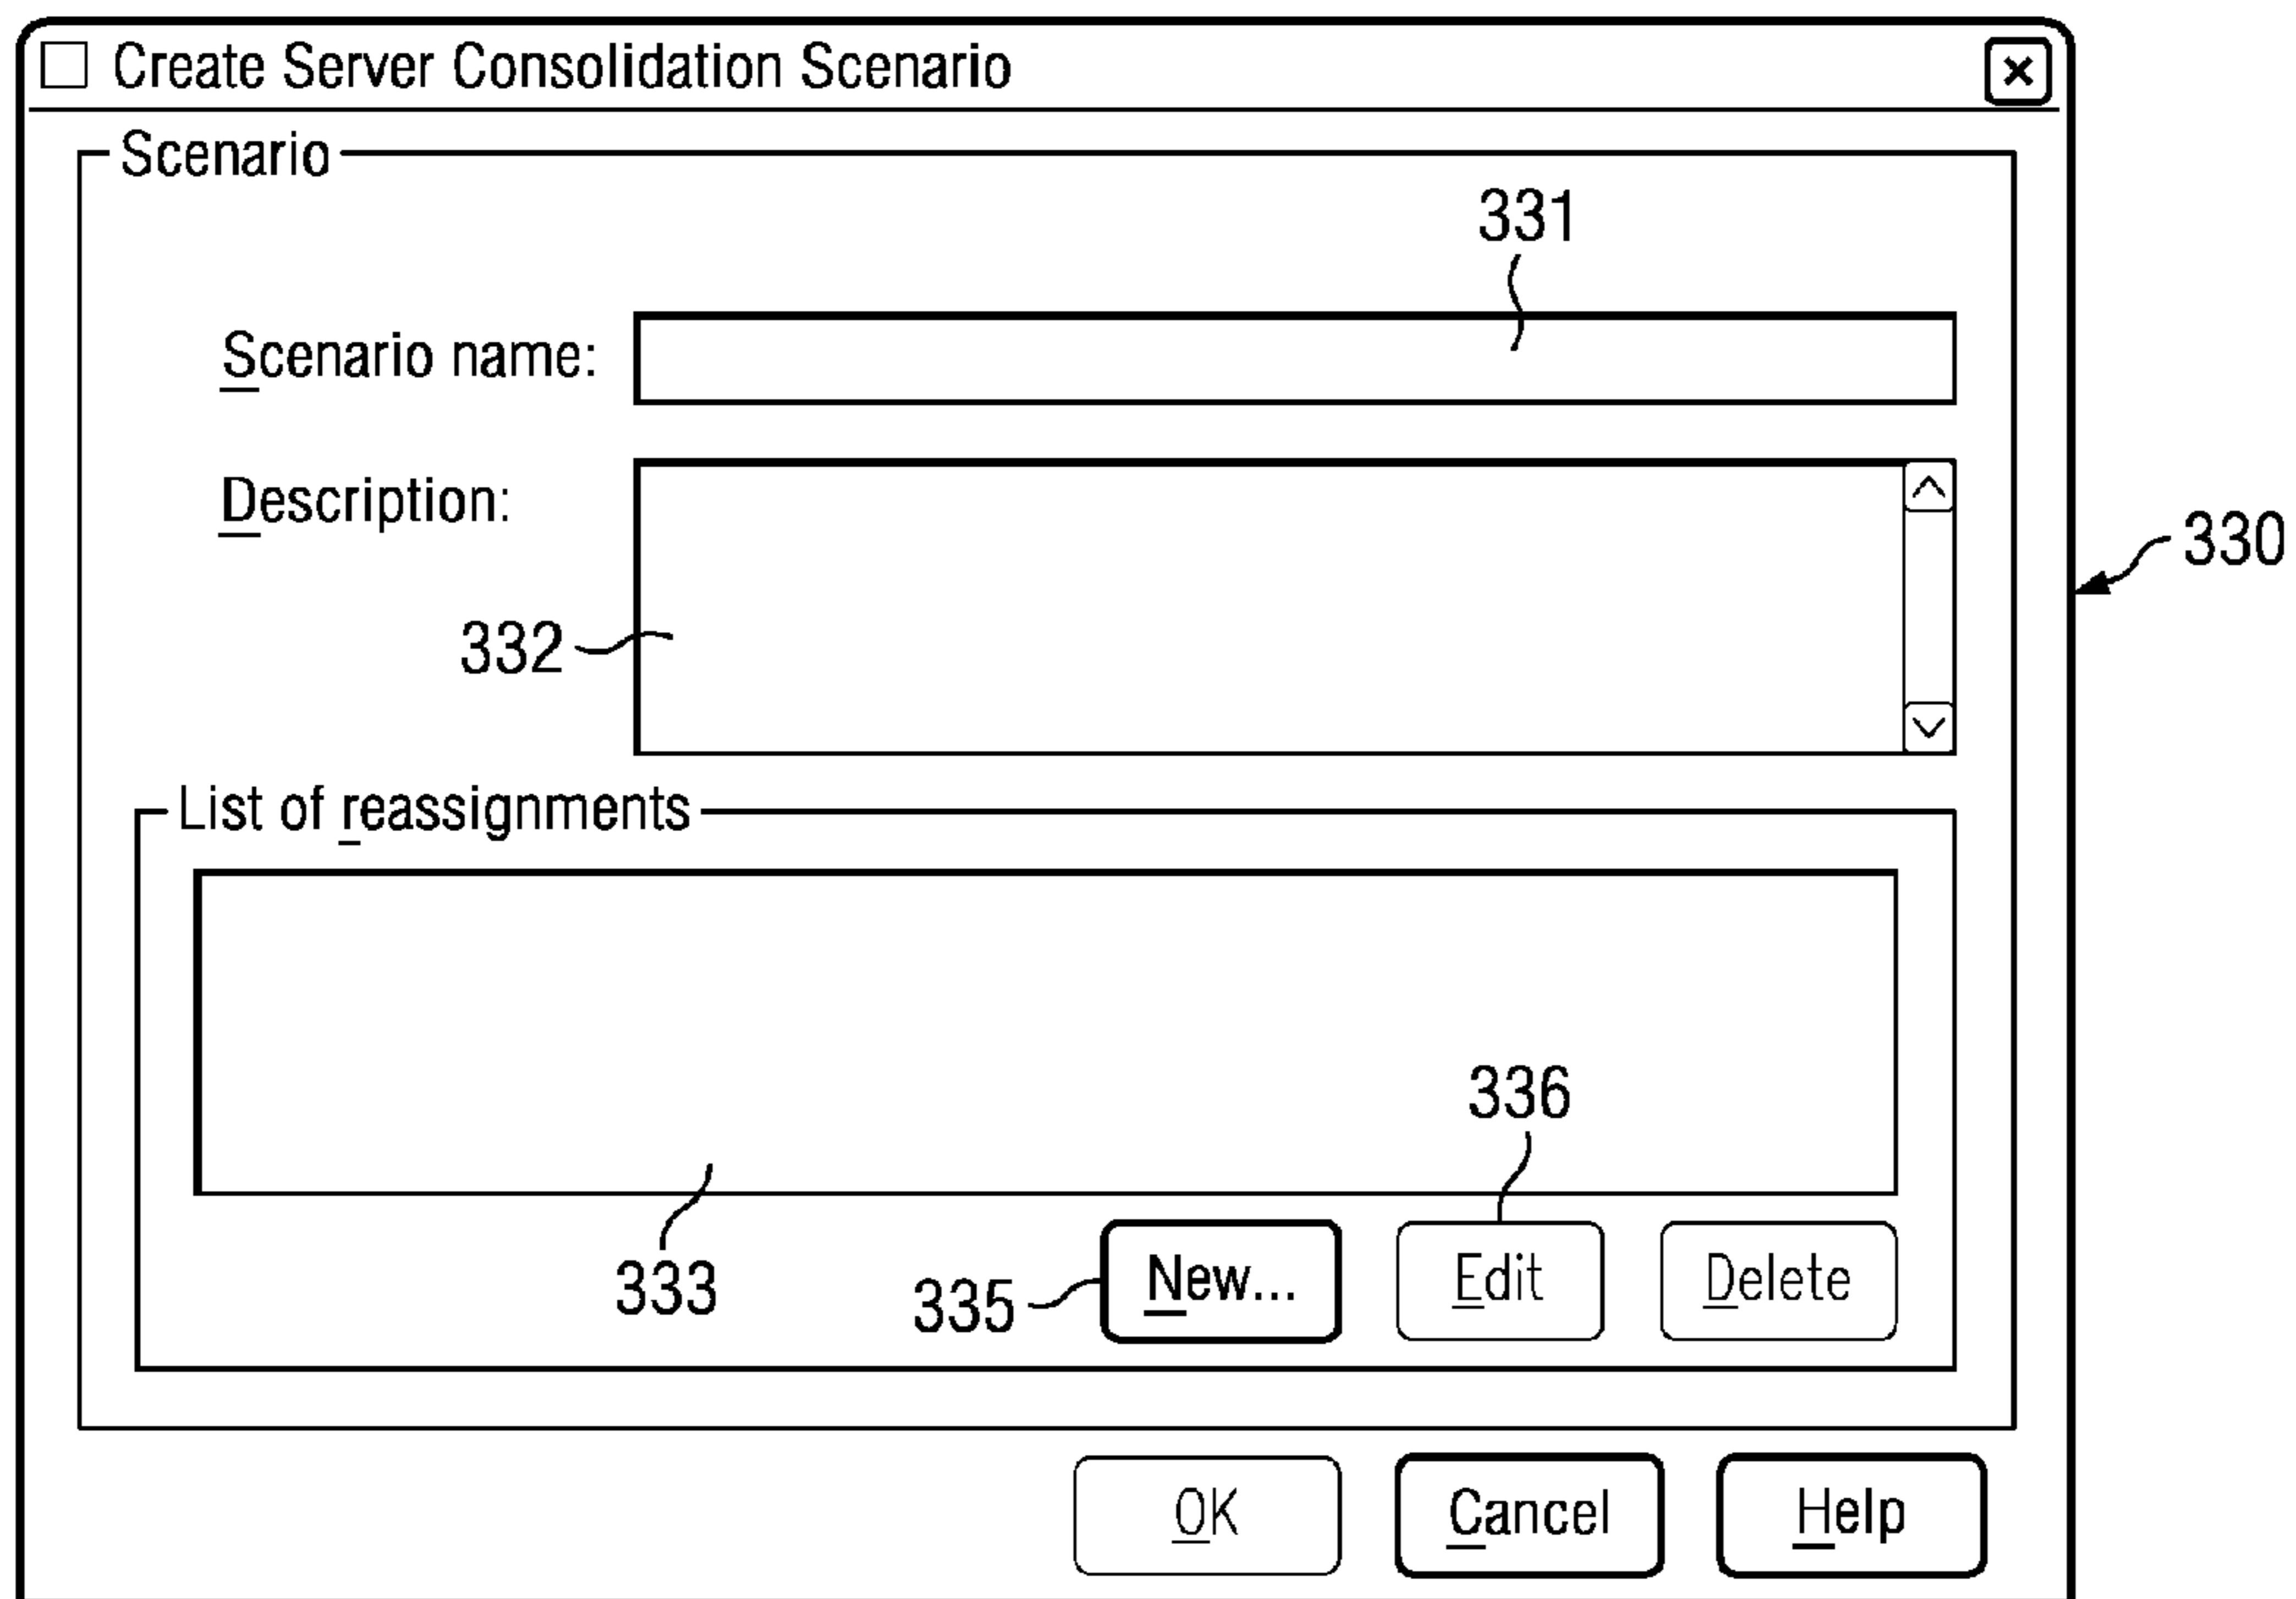 Create Server Consolidation Scenario
Scenario
331
Scenario name:
Description:
330
332
List of reassignments
336
333
335
New...
Edit
Delete
OK
Cancel
Help